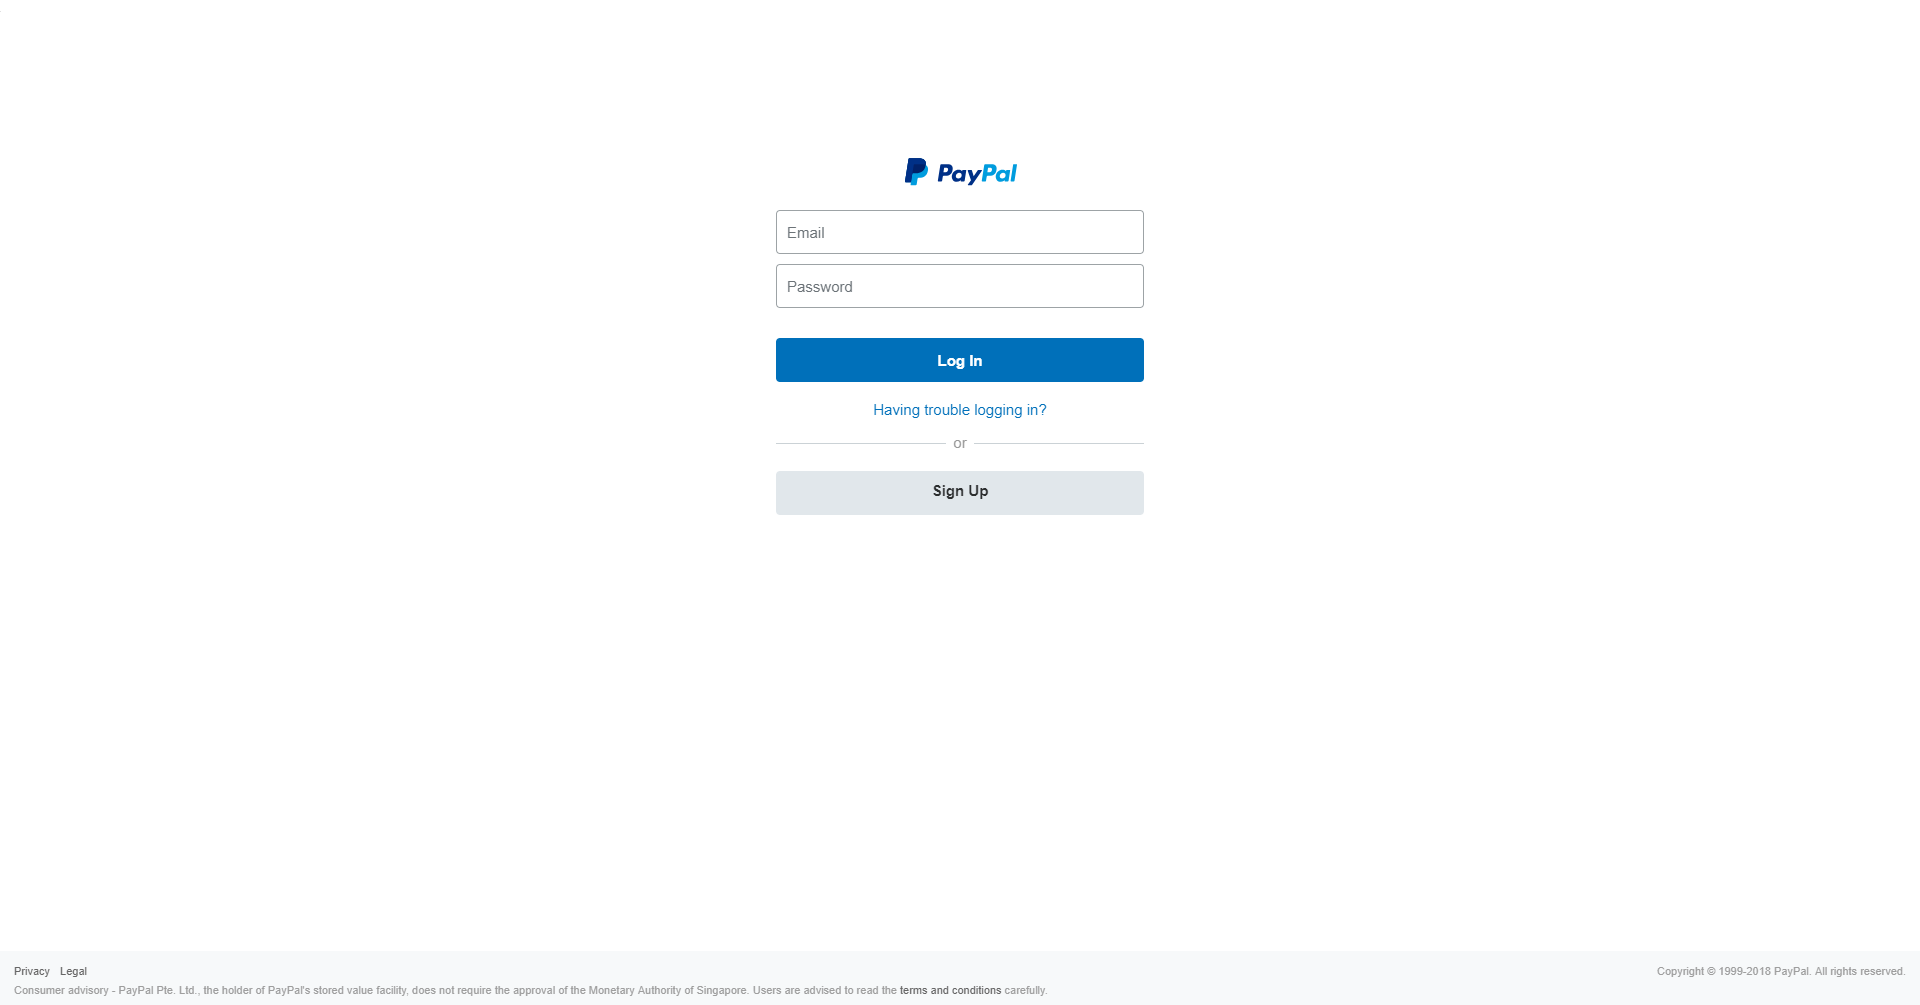 PayPal
Email
Password
Log In
Having trouble logging in?
or
Sign Up
Privacy Legal
Copyright © 1999-2018 PayPal. All rights reserved.
Consumer advisory - PayPal Pte. Ltd., the holder of PayPal's stored value facility, does not require the approval of the Monetary Authority of Singapore. Users are advised to read the terms and conditions carefully.